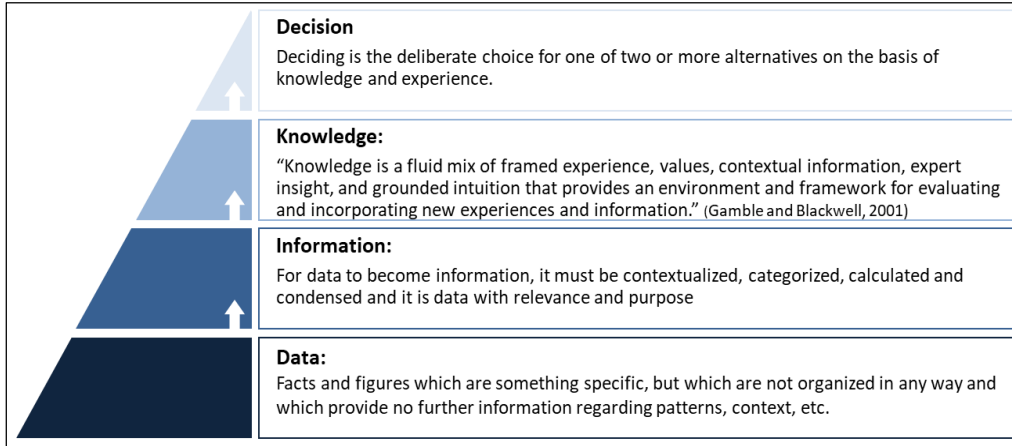 Decision
Deciding is the deliberate choice for one of two or more alternatives on the basis of
knowledge and experience.
Knowledge:
“Knowledge is a fluid mix of framed experience, values, contextual information, expert
insight, and grounded intuition that provides an environment and framework for evaluating
and incorporating new experiences and information.” (Gamble and Blackwell, 2001)
Information:
For data to become information, it must be contextualized, categorized, calculated and
condensed and it is data with relevance and purpose
Data:
Facts and figures which are something specific, but which are not organized in any way and
which provide no further information regarding patterns, context, etc.